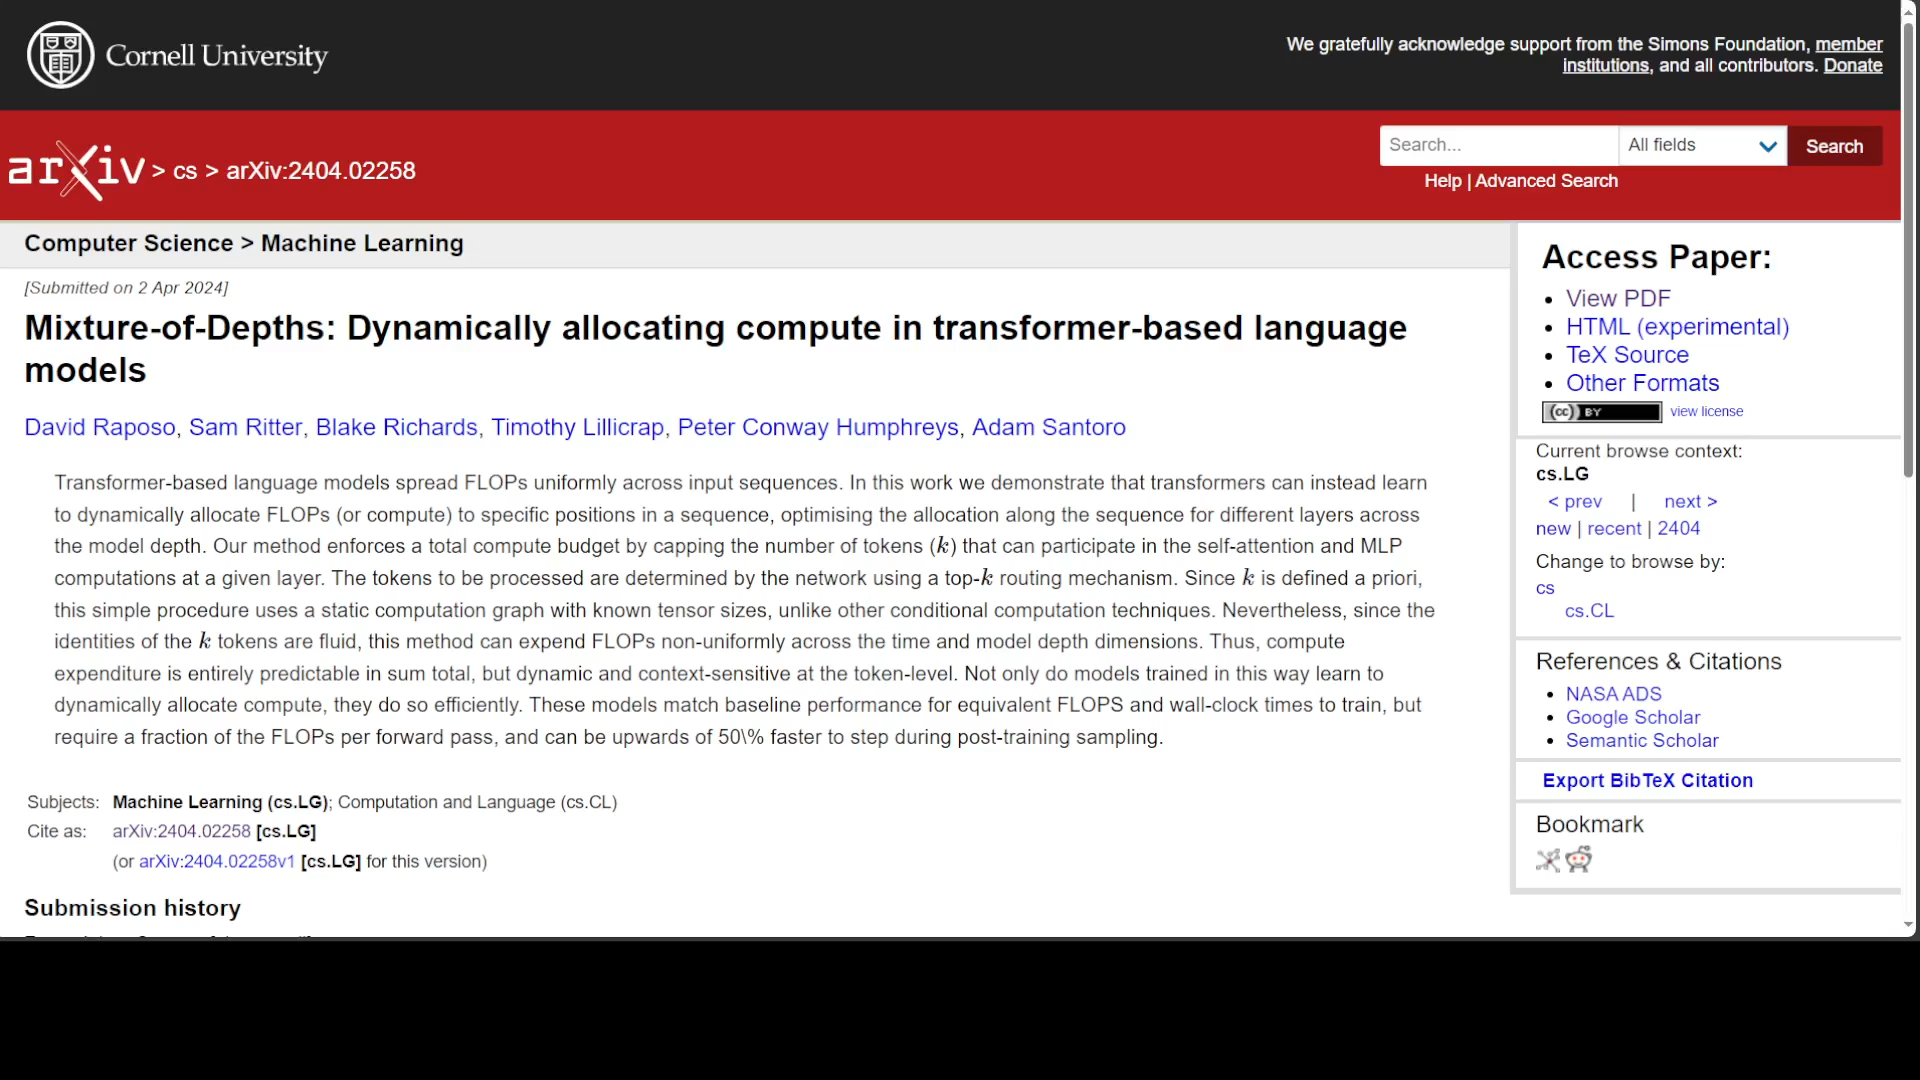 Cornell University
We gratefully acknowledge support from the Simons Foundation, member
institutions, and all contributors. Donate
arXiv > cs > arXiv:2404.02258
Search...
All fields
Search
Help | Advanced Search
Computer Science > Machine Learning
[Submitted on 2 Apr 2024]
Mixture-of-Depths: Dynamically allocating compute in transformer-based language
models
David Raposo, Sam Ritter, Blake Richards, Timothy Lillicrap, Peter Conway Humphreys, Adam Santoro
Transformer-based language models spread FLOPs uniformly across input sequences. In this work we demonstrate that transformers can instead learn
to dynamically allocate FLOPs (or compute) to specific positions in a sequence, optimising the allocation along the sequence for different layers across
the model depth. Our method enforces a total compute budget by capping the number of tokens (k) that can participate in the self-attention and MLP
computations at a given layer. The tokens to be processed are determined by the network using a top-k routing mechanism. Since k is defined a priori,
this simple procedure uses a static computation graph with known tensor sizes, unlike other conditional computation techniques. Nevertheless, since the
identities of the k tokens are fluid, this method can expend FLOPs non-uniformly across the time and model depth dimensions. Thus, compute
expenditure is entirely predictable in sum total, but dynamic and context-sensitive at the token-level. Not only do models trained in this way learn to
dynamically allocate compute, they do so efficiently. These models match baseline performance for equivalent FLOPS and wall-clock times to train, but
require a fraction of the FLOPs per forward pass, and can be upwards of 50\% faster to step during post-training sampling.
Subjects: Machine Learning (cs.LG); Computation and Language (cs.CL)
Cite as: arXiv:2404.02258 [cs.LG]
(or arXiv:2404.02258v1 [cs.LG] for this version)
Submission history
Access Paper:
View PDF
HTML (experimental)
TeX Source
Other Formats
(cc) BY view license
Current browse context:
cs.LG
< prev | next >
new | recent | 2404
Change to browse by:
cs
cs.CL
References & Citations
NASA ADS
Google Scholar
Semantic Scholar
Export BibTeX Citation
Bookmark